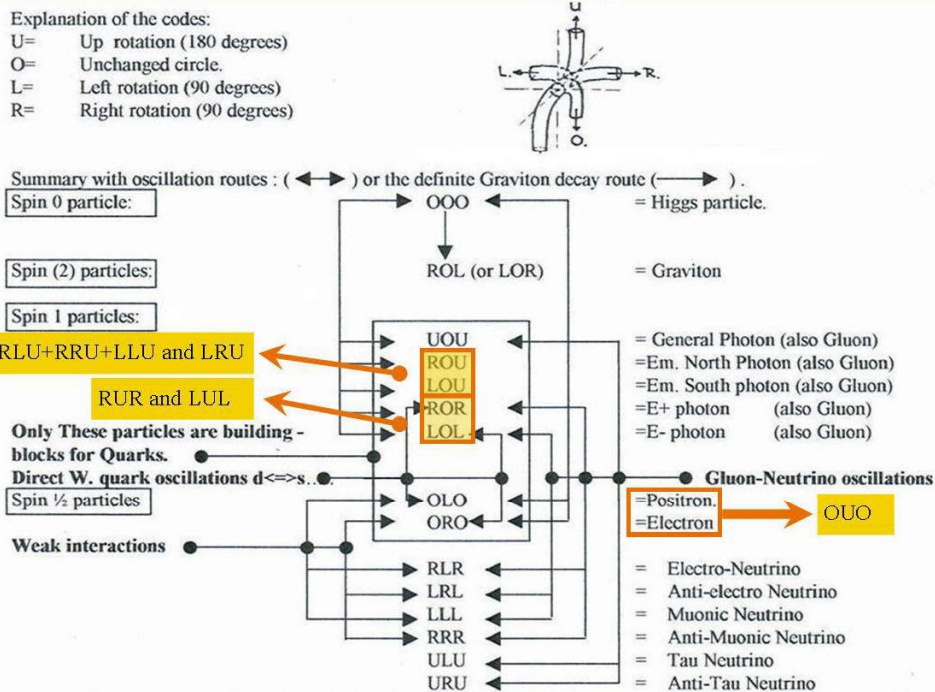 Explanation of the codes:
U= Up rotation (180 degrees)
O= Unchanged circle.
L= Left rotation (90 degrees)
R= Right rotation (90 degrees)
u
L. R.
O.
Summary with oscillation routes : ( ) or the definite Graviton decay route ( ) .
Spin 0 particle: OOO = Higgs particle.
Spin (2) particles: ROL (or LOR) = Graviton
Spin 1 particles:
UOU = General Photon (also Gluon)
RLU+RRU+LLU and LRU ROU =Em. North Photon (also Gluon)
LOU =Em. South photon (also Gluon)
RUR and LUL ROR =E+ photon (also Gluon)
Only These particles are building - LOL =E- photon (also Gluon)
blocks for Quarks.
Direct W. quark oscillations d<=>s.. Gluon-Neutrino oscillations
Spin ½ particles OLO =Positron.
ORO =Electron OUO
Weak interactions
RLR = Electro-Neutrino
LRL = Anti-electro Neutrino
LLL = Muonic Neutrino
RRR = Anti-Muonic Neutrino
ULU = Tau Neutrino
URU = Anti-Tau Neutrino